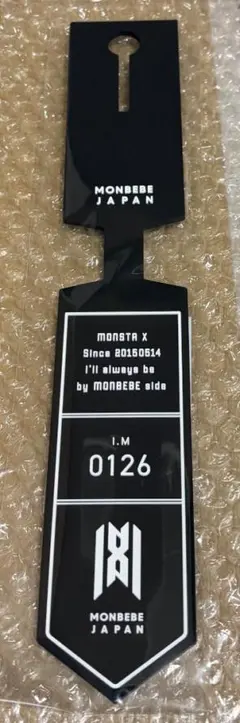 MONBEBE
JAPAN
MONSTA X
Since 20150514
I'll always be
by MONBEBE side
I.M
0126
MONBEBE
JAPAN